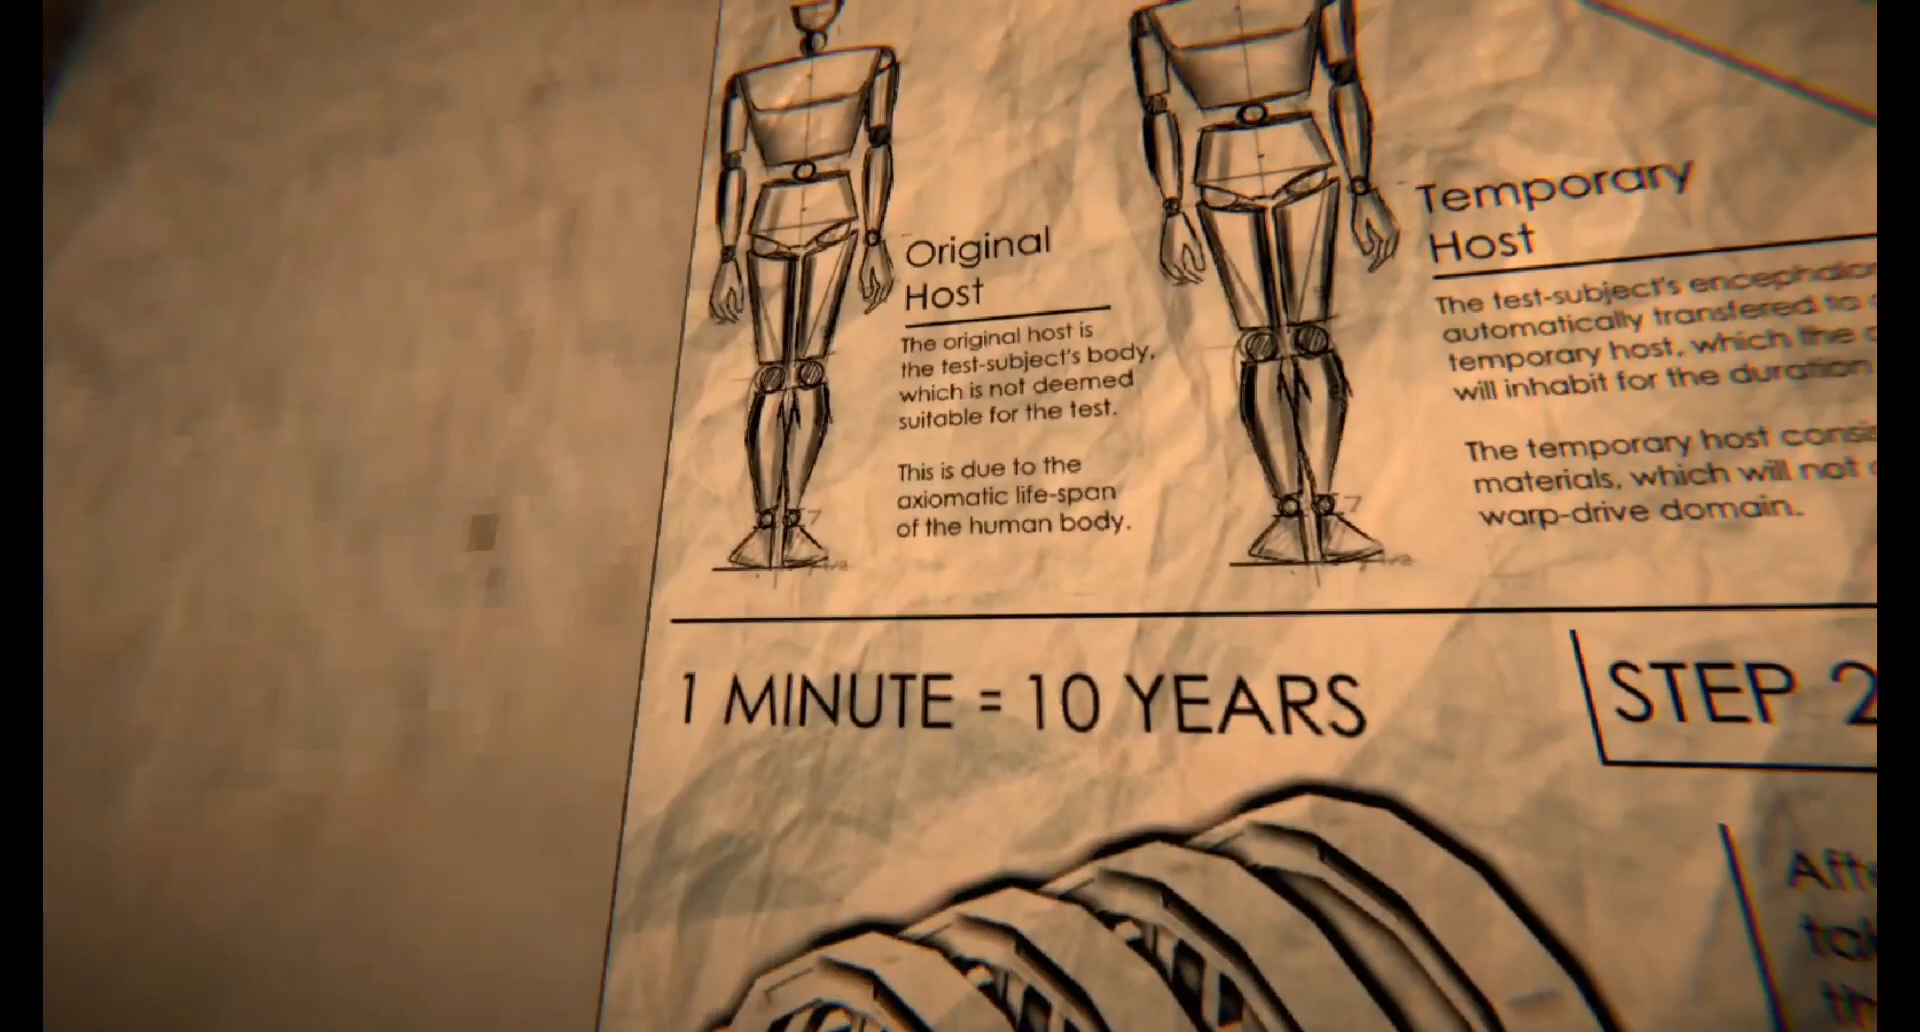 Original
Host
The original host is
the test-subject's body,
which is not deemed
suitable for the test.
This is due to the
axiomatic life-span
of the human body.
Temporary
Host
The test-subject's
automatically transferred to
temporary host, which the
will inhabit for the duration
The temporary host
materials, which will not
warp-drive domain.
1 MINUTE = 10 YEARS
STEP 2